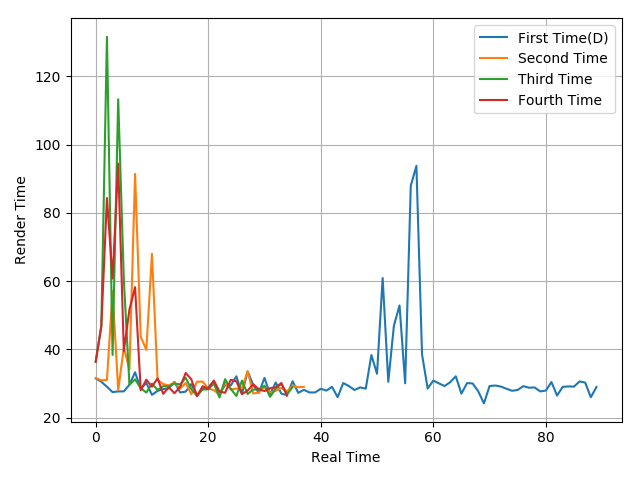 First Time(D)
Second Time
Third Time
Fourth Time
120
100
80
60
40
20
Render Time
0 20 40 60 80
Real Time